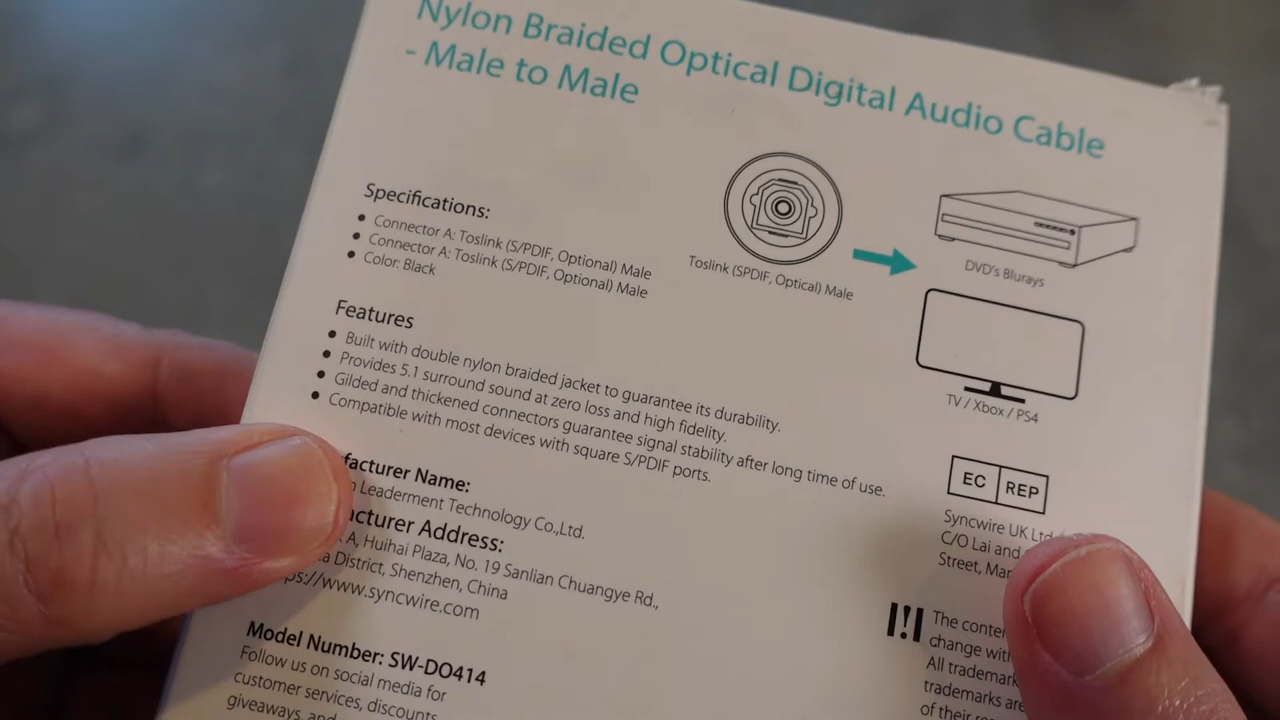 Nylon Braided Optical Digital Audio Cable
- Male to Male
Specifications:
• Connector A: Toslink (S/PDIF, Optional) Male
• Connector A: Toslink (S/PDIF, Optional) Male
• Color: Black
Toslink (SPDIF, Optical) Male
DVD's Blurays
TV / Xbox / PS4
Features
• Built with double nylon braided jacket to guarantee its durability.
• Provides 5.1 surround sound at zero loss and high fidelity.
• Gilded and thickened connectors guarantee signal stability after long time of use.
• Compatible with most devices with square S/PDIF ports.
Name:
Leaderment Technology Co.,Ltd.
Address:
A, Huihai Plaza, No. 19 Sanlian Chuangye Rd.,
District, Shenzhen, China
www.syncwire.com
Model Number: SW-DO414
Follow us on social media for
customer services, discounts
giveaways, and
EC REP
Syncwire UK Ltd
C/O Lai and
Street,
The
change
All
trademarks are
of their